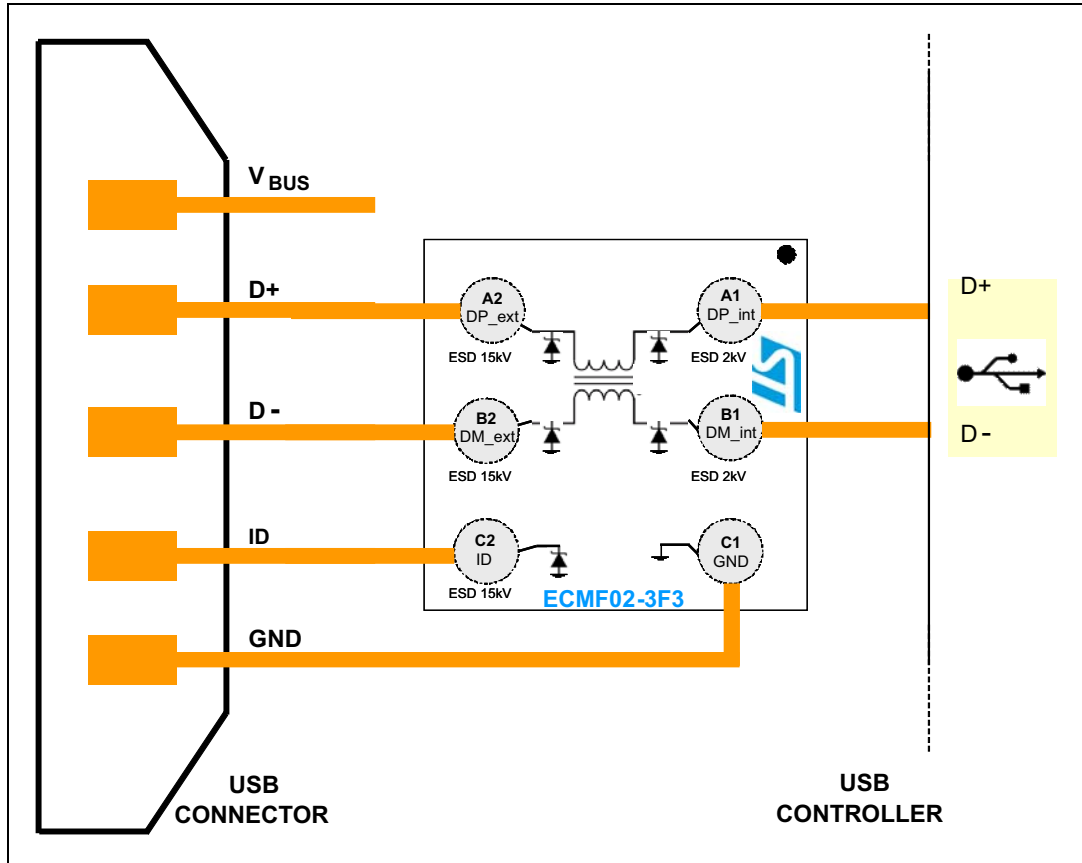 V BUS
D+
D -
ID
GND
A2
DP_ext
ESD 15kV
A1
DP_int
ESD 2kV
B2
DM_ext
ESD 15kV
B1
DM_int
ESD 2kV
C2
ID
ESD 15kV
C1
GND
ECMF02-3F3
ST
D+
D -
USB
CONNECTOR
USB
CONTROLLER